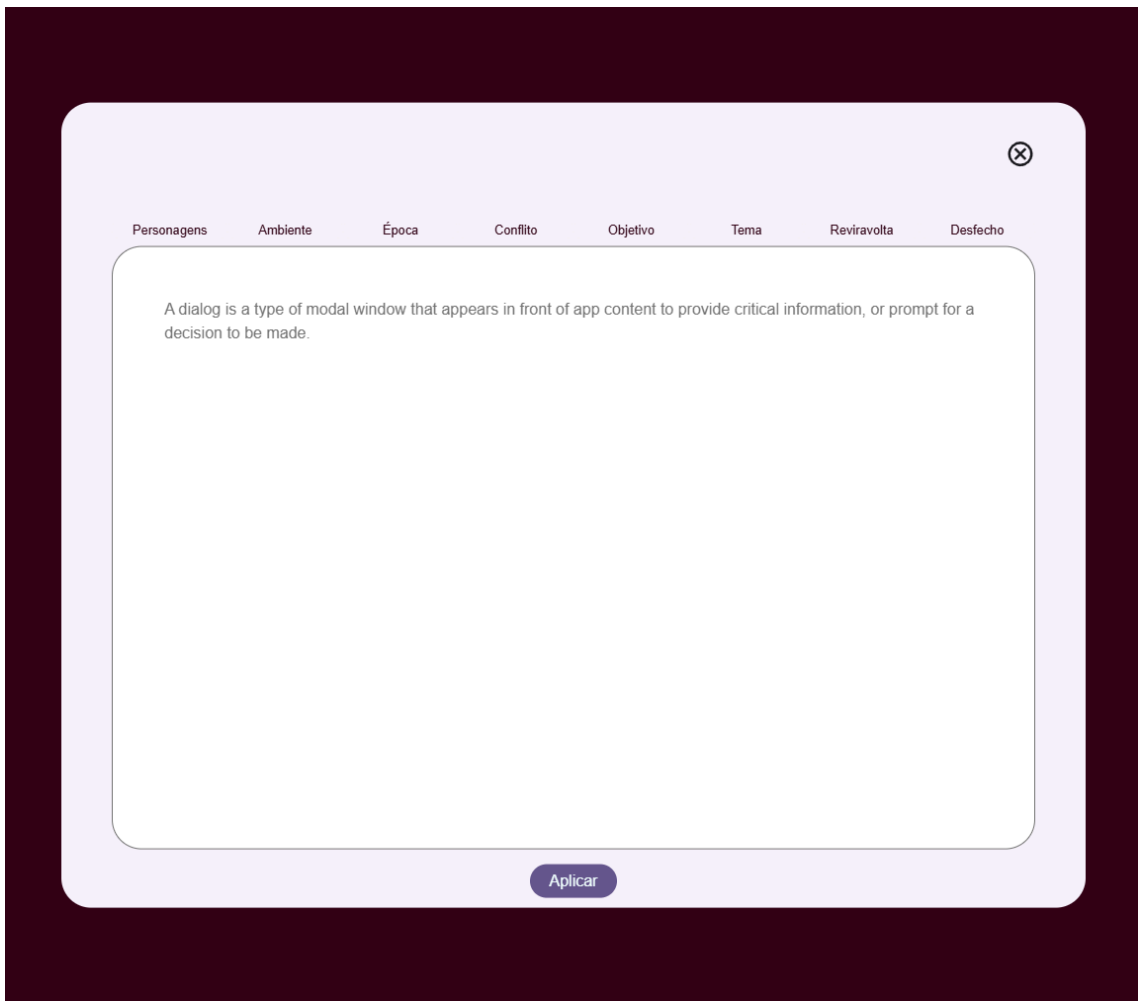 Personagens Ambiente Época Conflito Objetivo Tema Reviravolta Desfecho
A dialog is a type of modal window that appears in front of app content to provide critical information, or prompt for a
decision to be made.
Aplicar